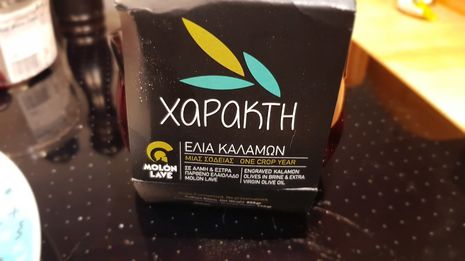 ΧΑΡΑΚΤΗ
ΕΛΙΑ ΚΑΛΑΜΩΝ
ΜΙΑΣ ΣΟΔΕΙΑΣ ONE CROP YEAR
MOLON
LAVE
ΣΕ ΑΛΜΗ & ΕΞΤΡΑ
ΠΑΡΘΕΝΟ ΕΛΑΙΟΛΑΔΟ
MOLON LAVE
ENGRAVED KALAMON
OLIVES IN BRINE & EXTRA
VIRGIN OLIVE OIL